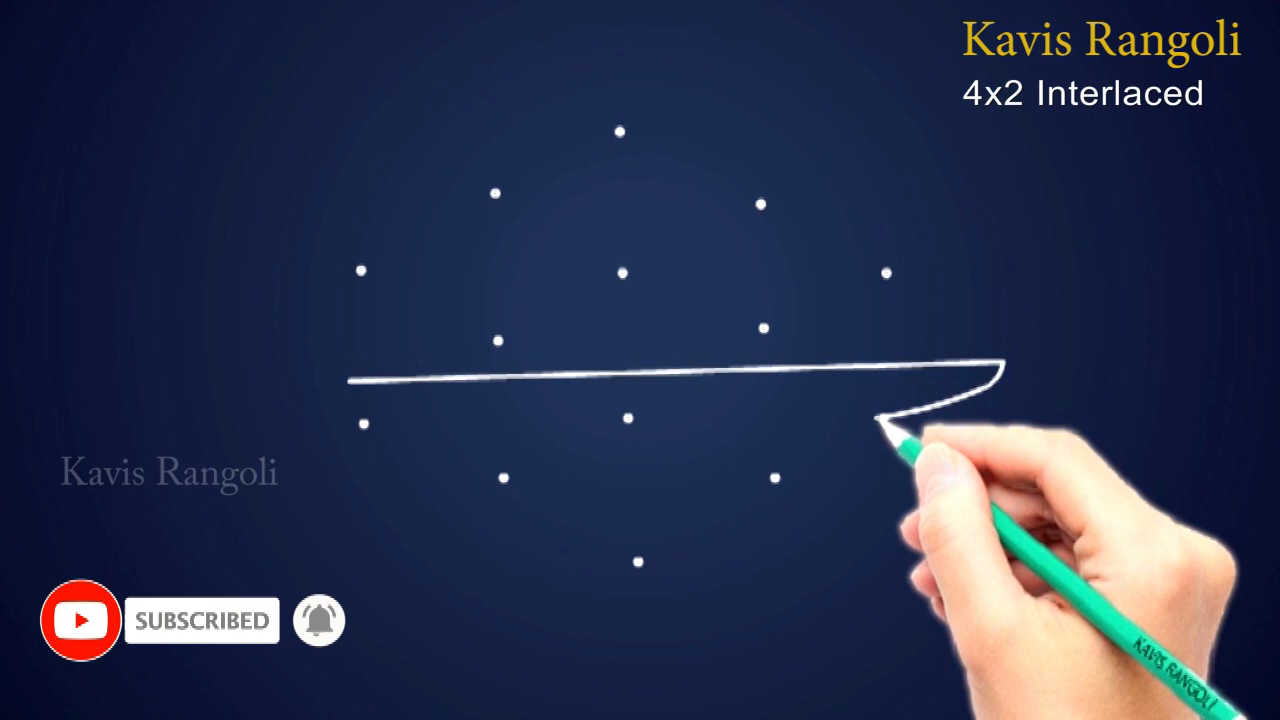 Kavis Rangoli
4x2 Interlaced
Kavis Rangoli
SUBSCRIBED
KAVIS RANGOLI